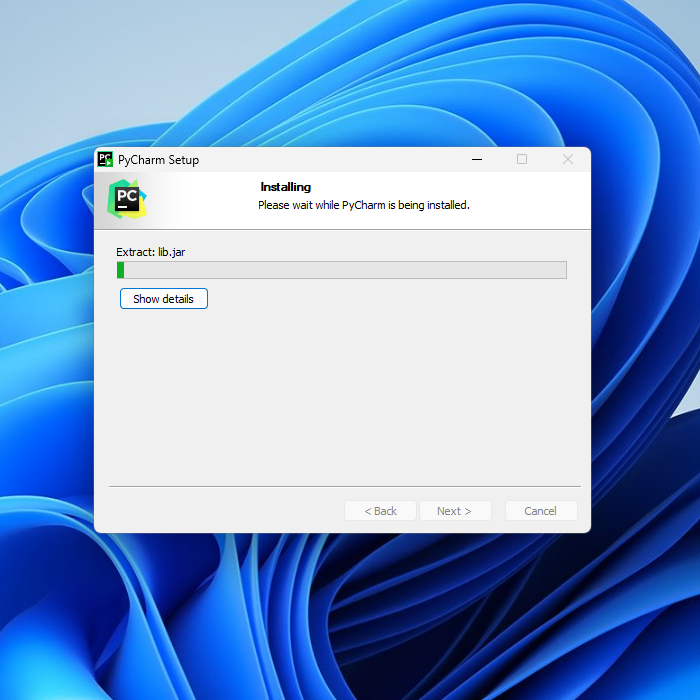 PC
PyCharm Setup
PC
Installing
Please wait while PyCharm is being installed.
Extract: lib.jar
Show details
< Back
Next >
Cancel